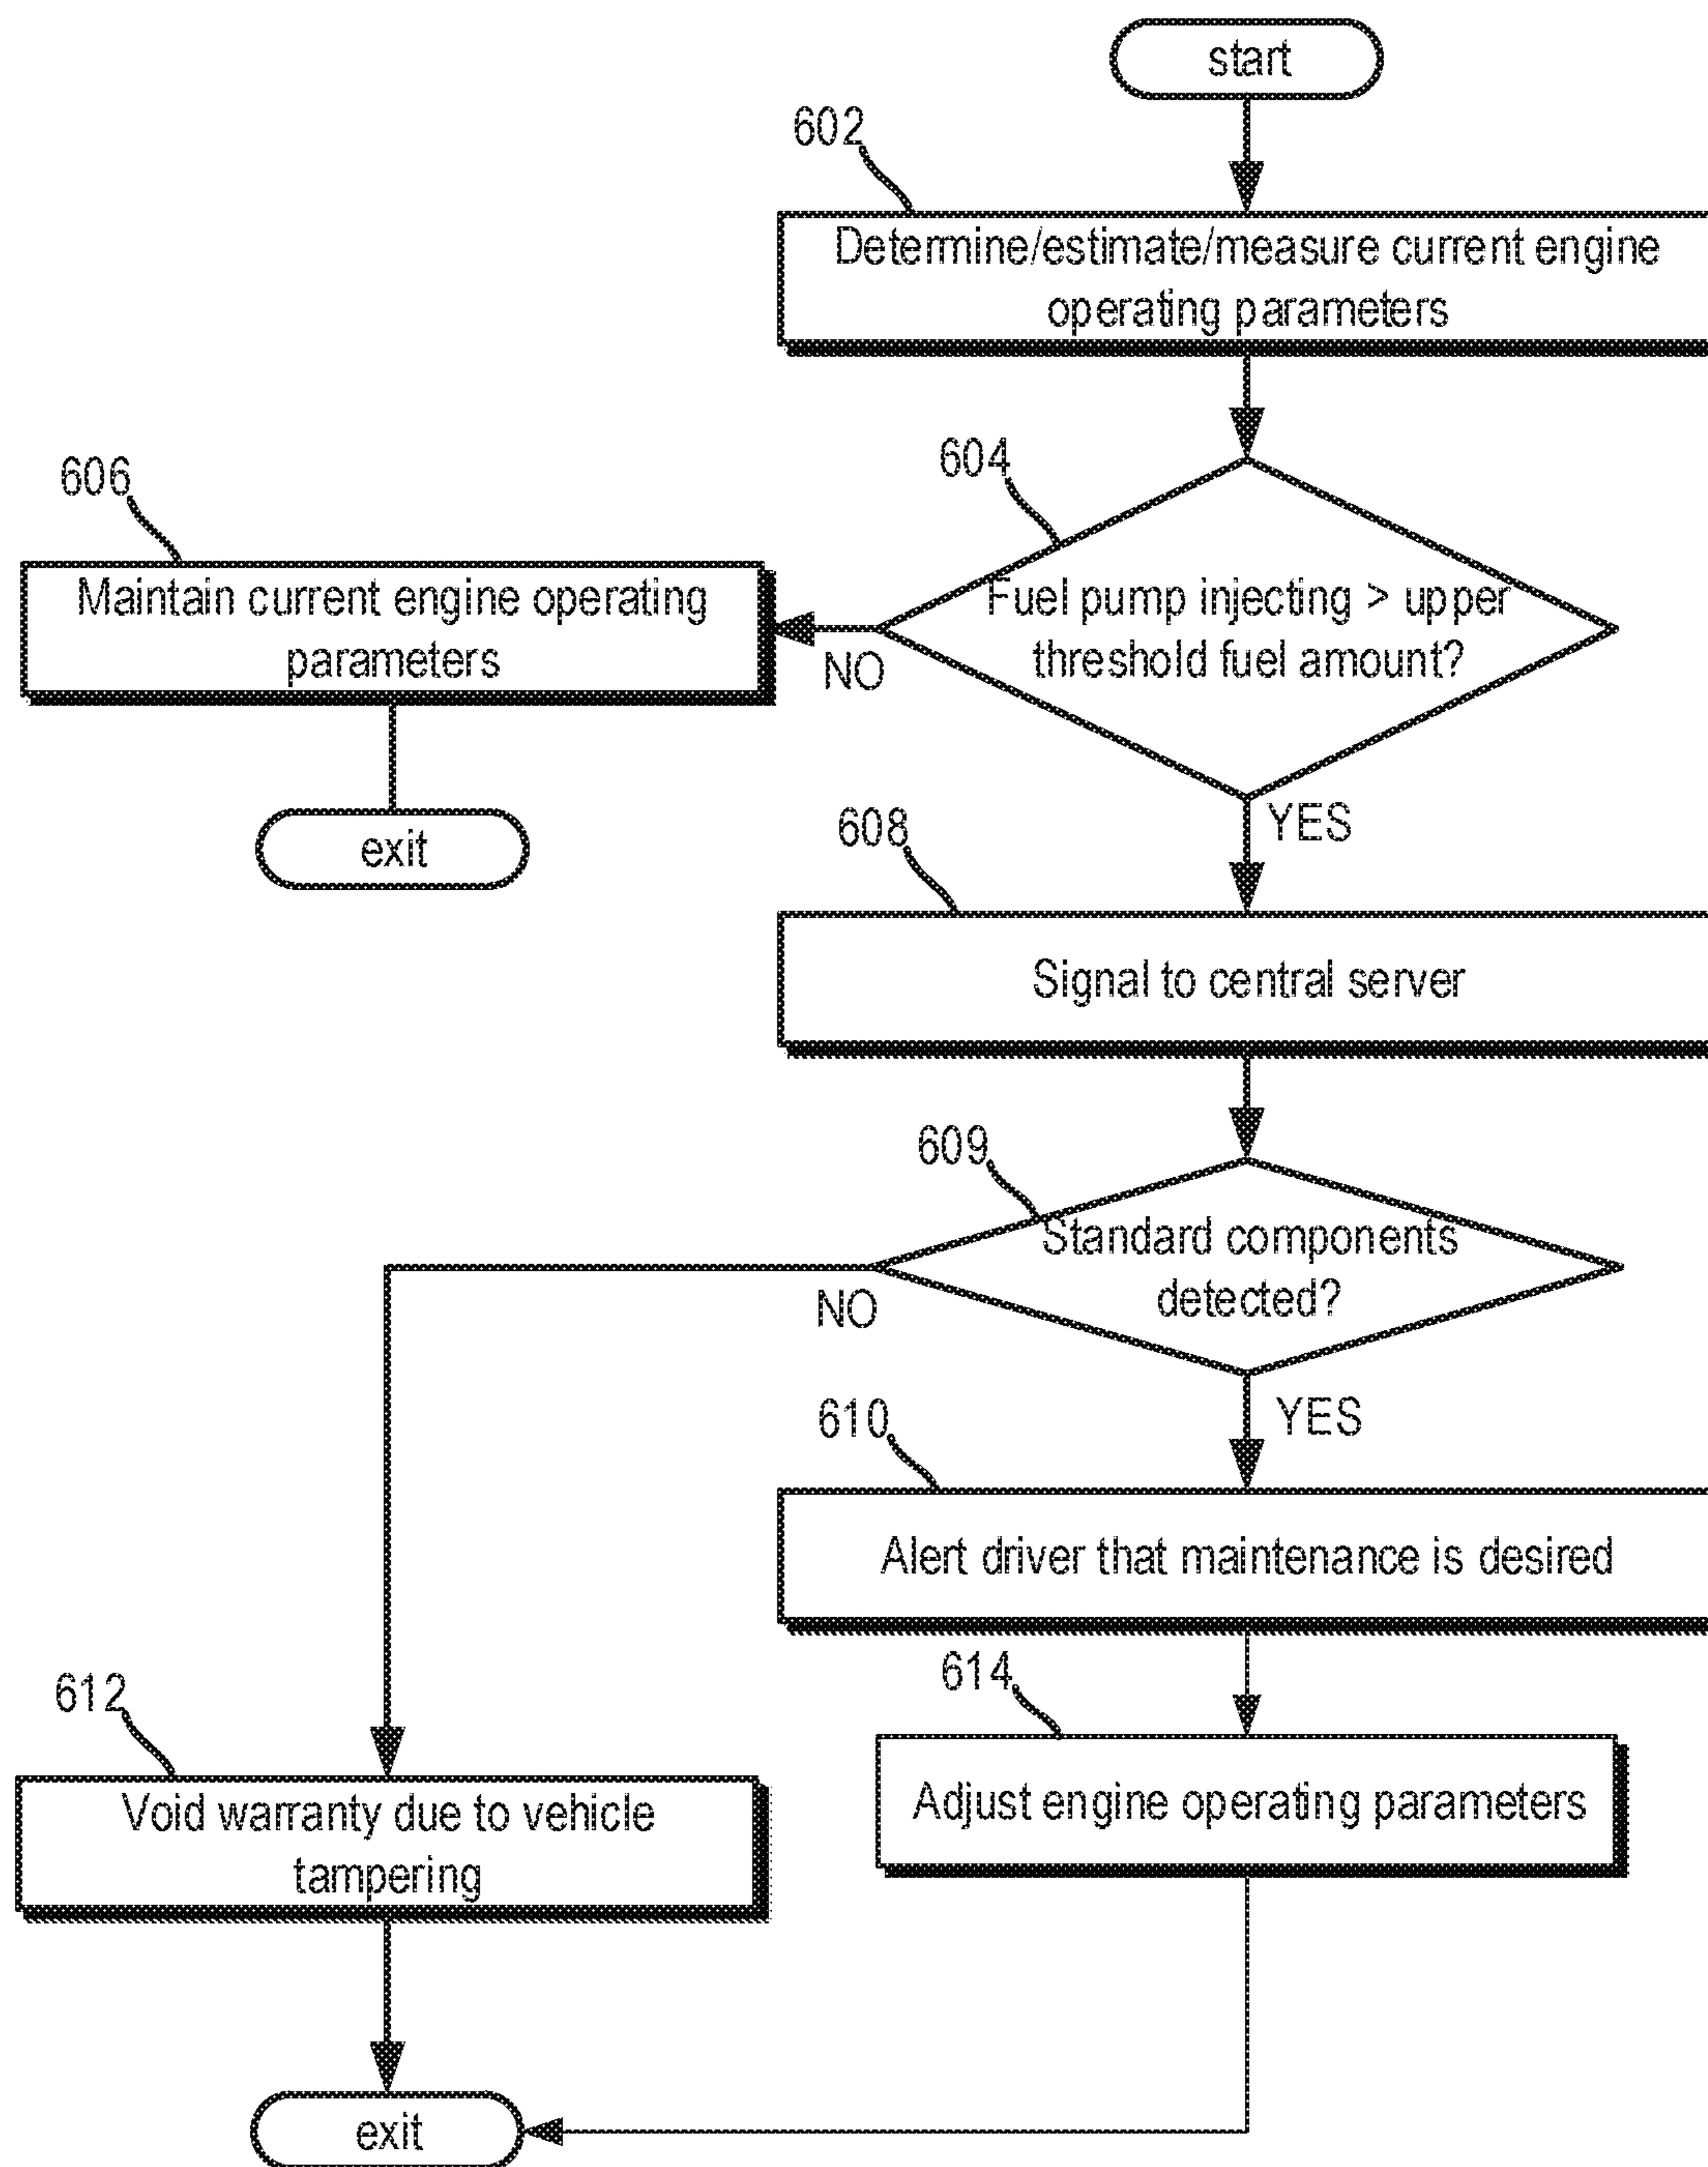 start
602
Determine/estimate/measure current engine
operating parameters
604
606
Maintain current engine operating
parameters
Fuel pump injecting > upper
threshold fuel amount?
NO
YES
exit
608
Signal to central server
609
Standard components
detected?
NO
YES
610
Alert driver that maintenance is desired
614
612
Adjust engine operating parameters
Void warranty due to vehicle
tampering
exit